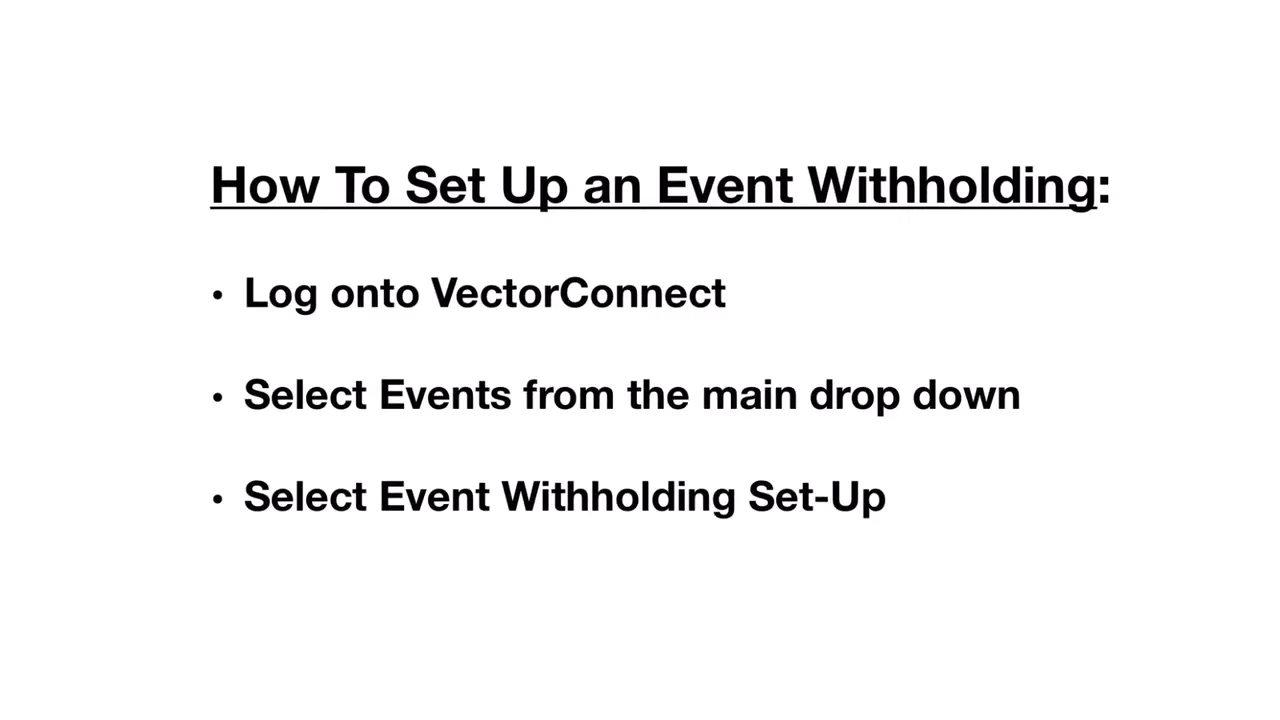 How To Set Up an Event Withholding:
• Log onto VectorConnect
• Select Events from the main drop down
• Select Event Withholding Set-Up